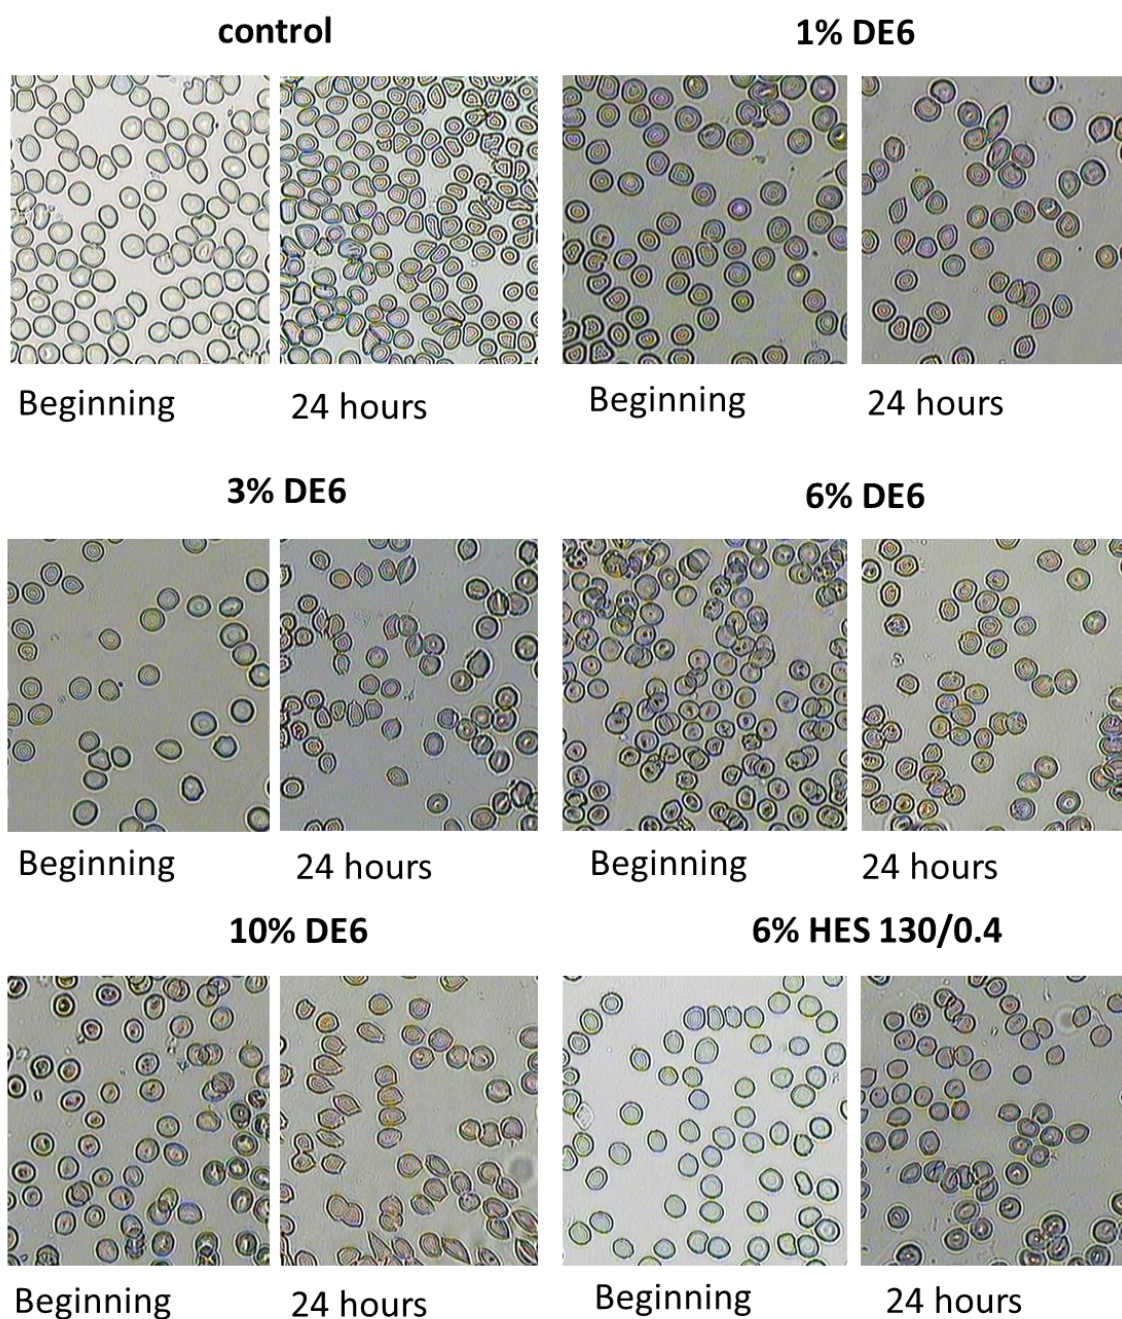 control
1% DE6
Beginning
24 hours
Beginning
24 hours
3% DE6
6% DE6
Beginning
24 hours
Beginning
24 hours
10% DE6
6% HES 130/0.4
Beginning
24 hours
Beginning
24 hours